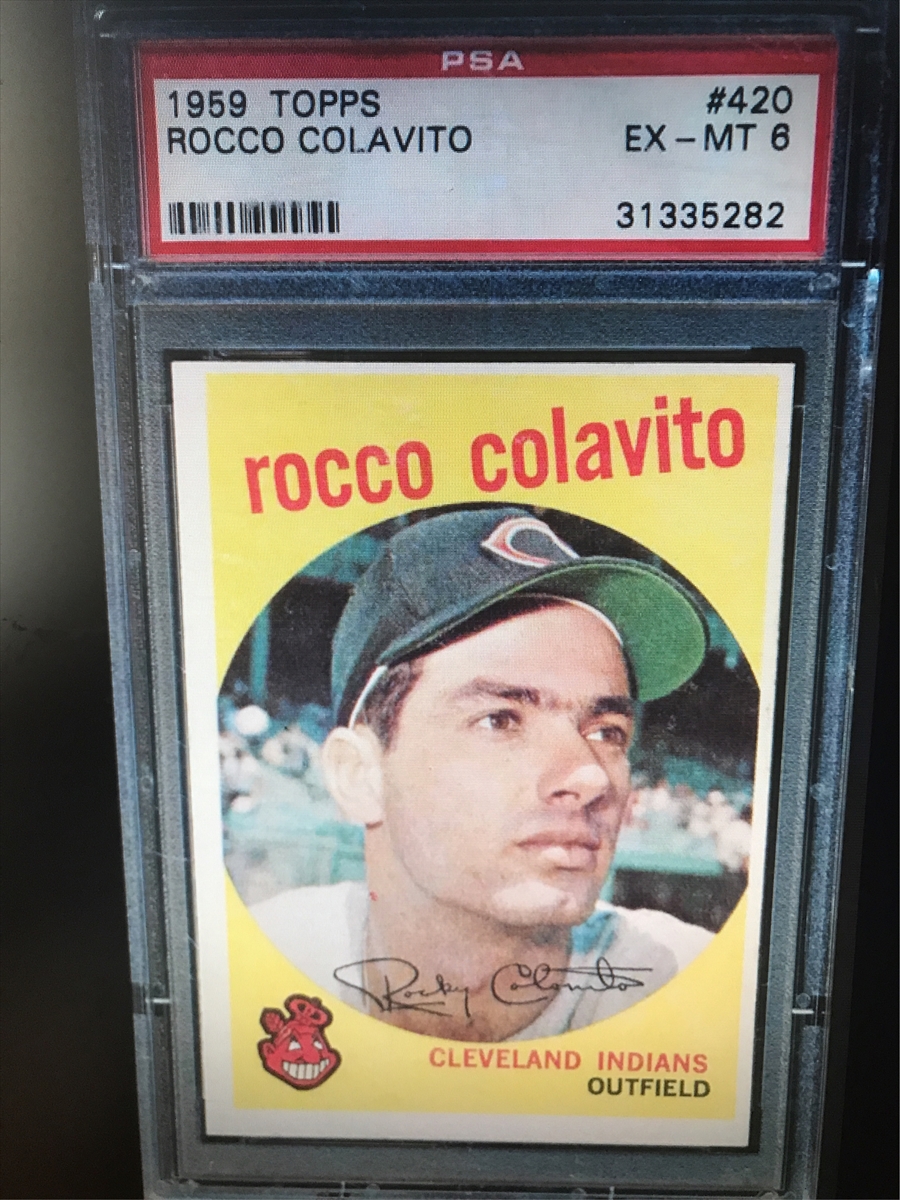 PSA
1959 TOPPS #420
ROCCO COLAVITO EX-MT 6
31335282
rocco colavito
Rocky Colavito
CLEVELAND INDIANS
OUTFIELD